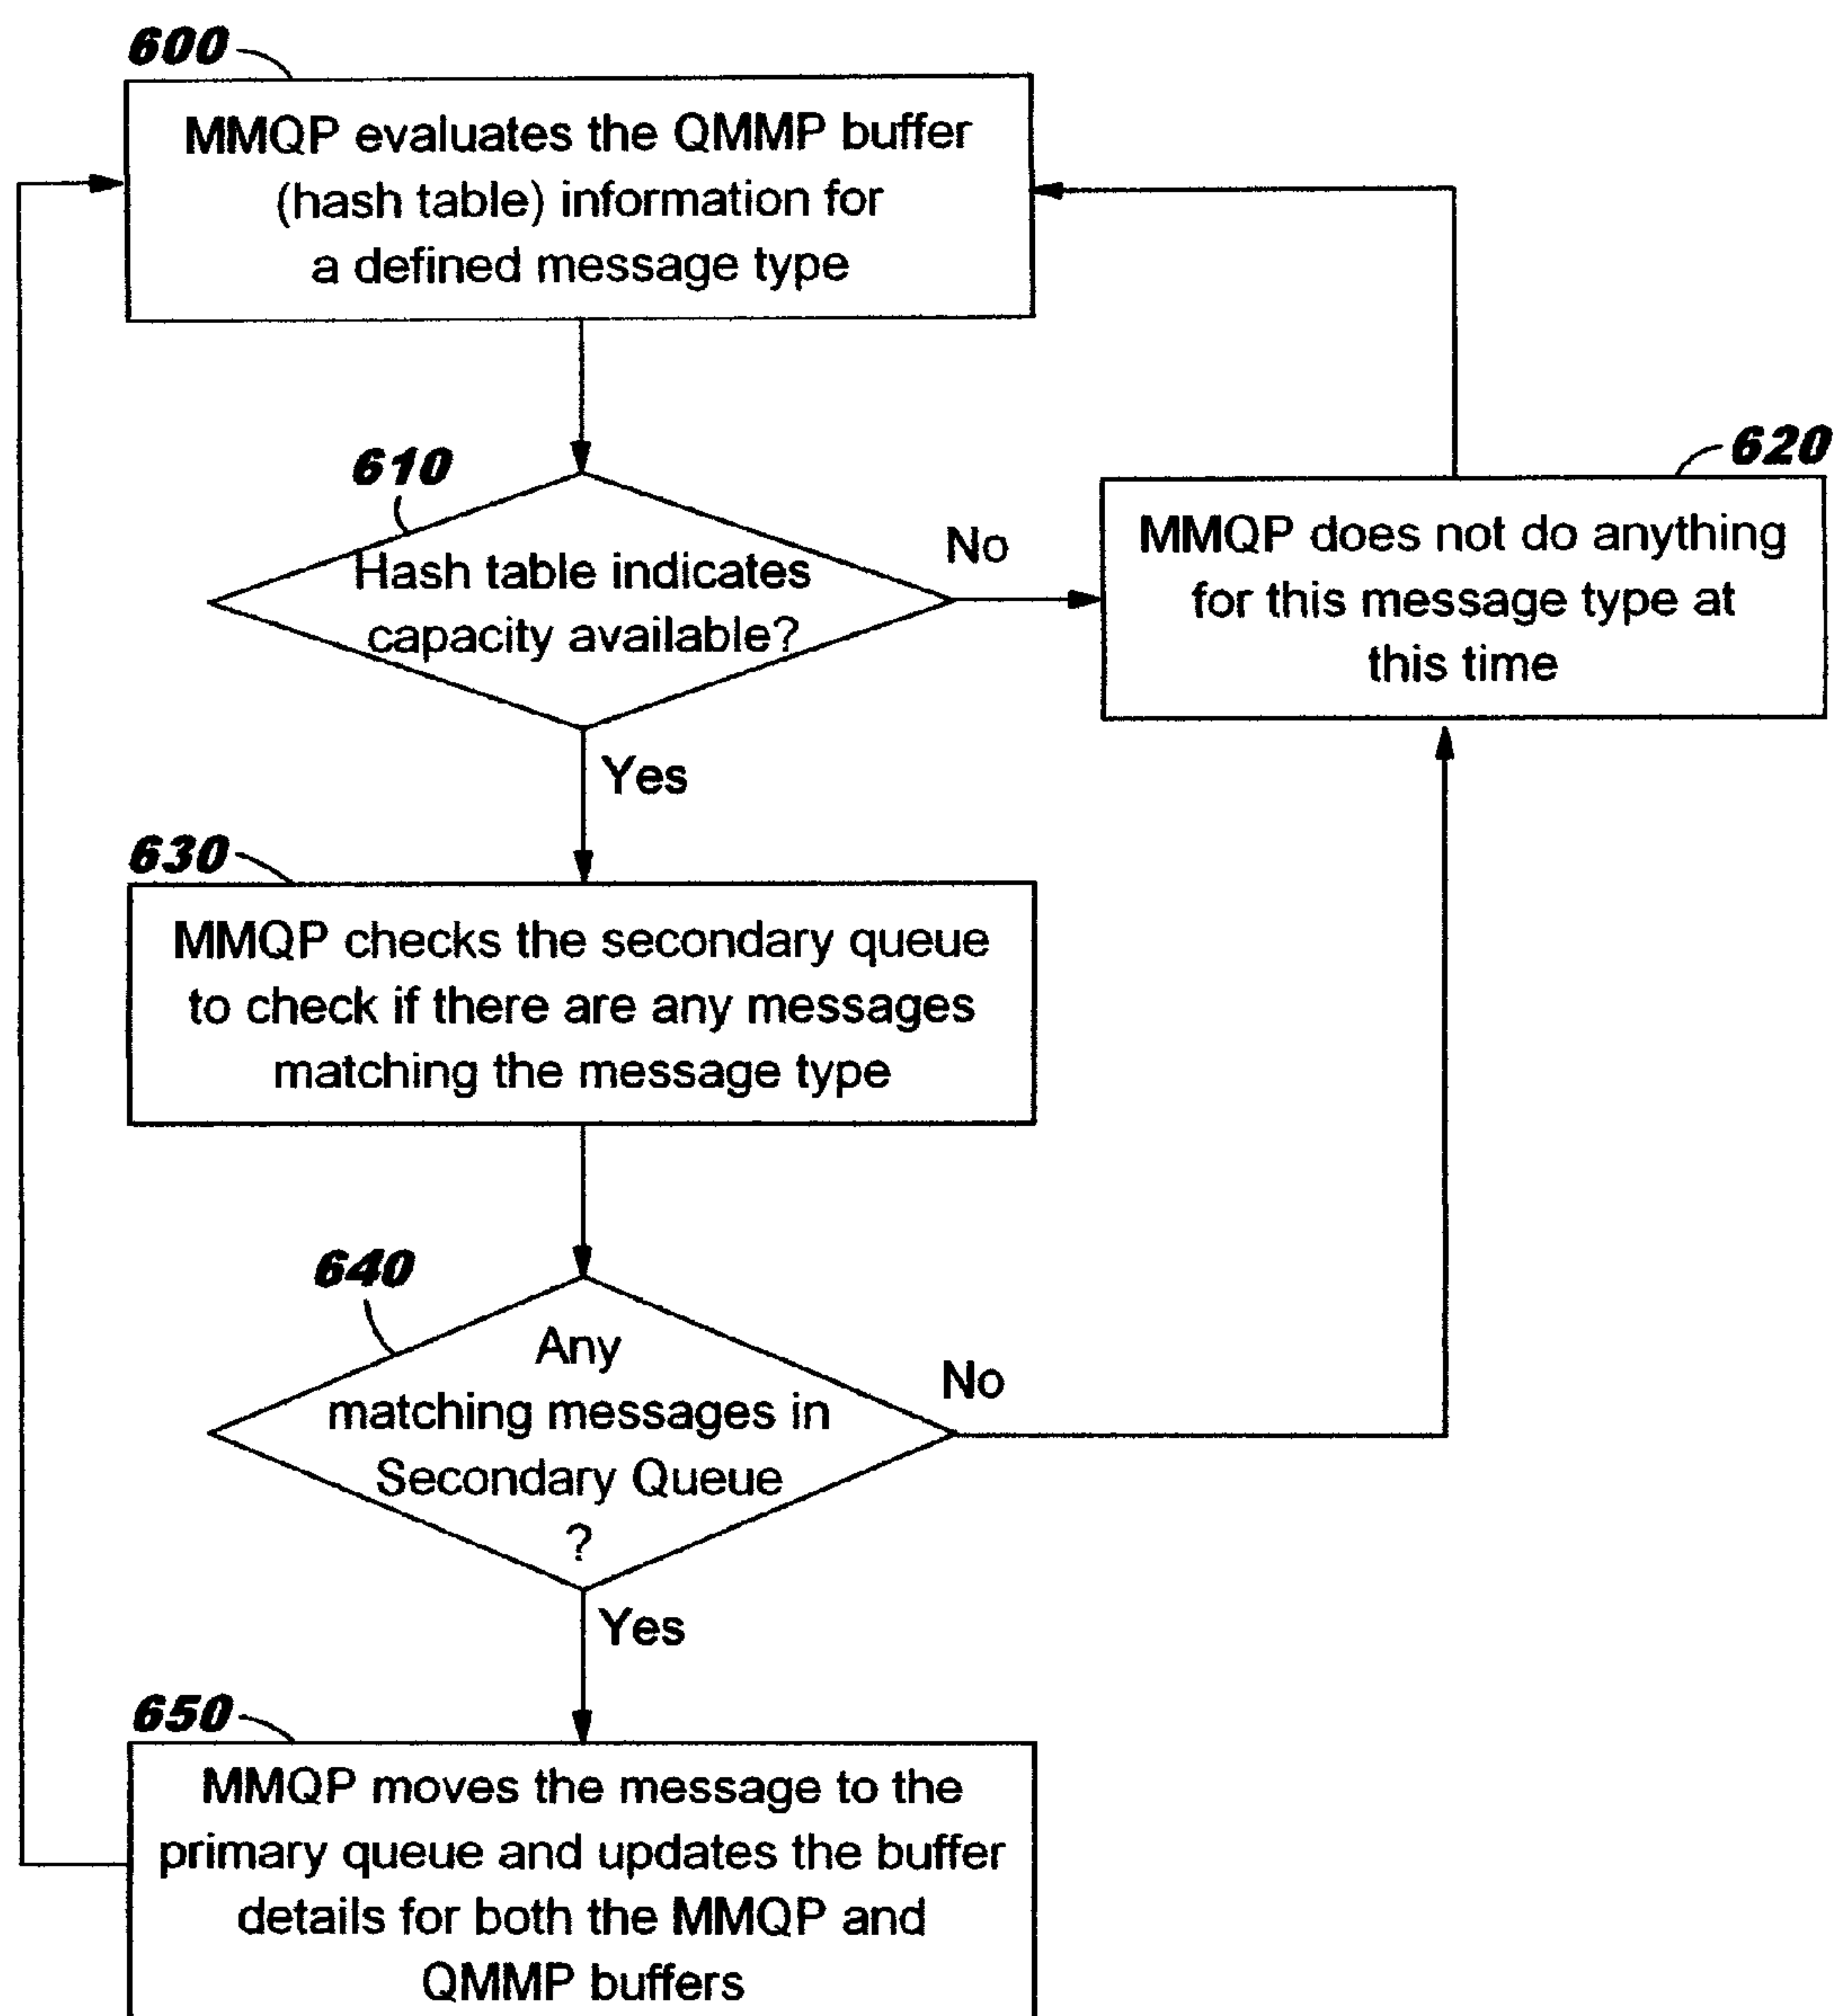 600
MMQP evaluates the QMMP buffer
(hash table) information for
a defined message type
610
Hash table indicates
capacity available?
No
620
MMQP does not do anything
for this message type at
this time
Yes
630
MMQP checks the secondary queue
to check if there are any messages
matching the message type
640
Any
matching messages in
Secondary Queue
?
No
Yes
650
MMQP moves the message to the
primary queue and updates the buffer
details for both the MMQP and
QMMP buffers